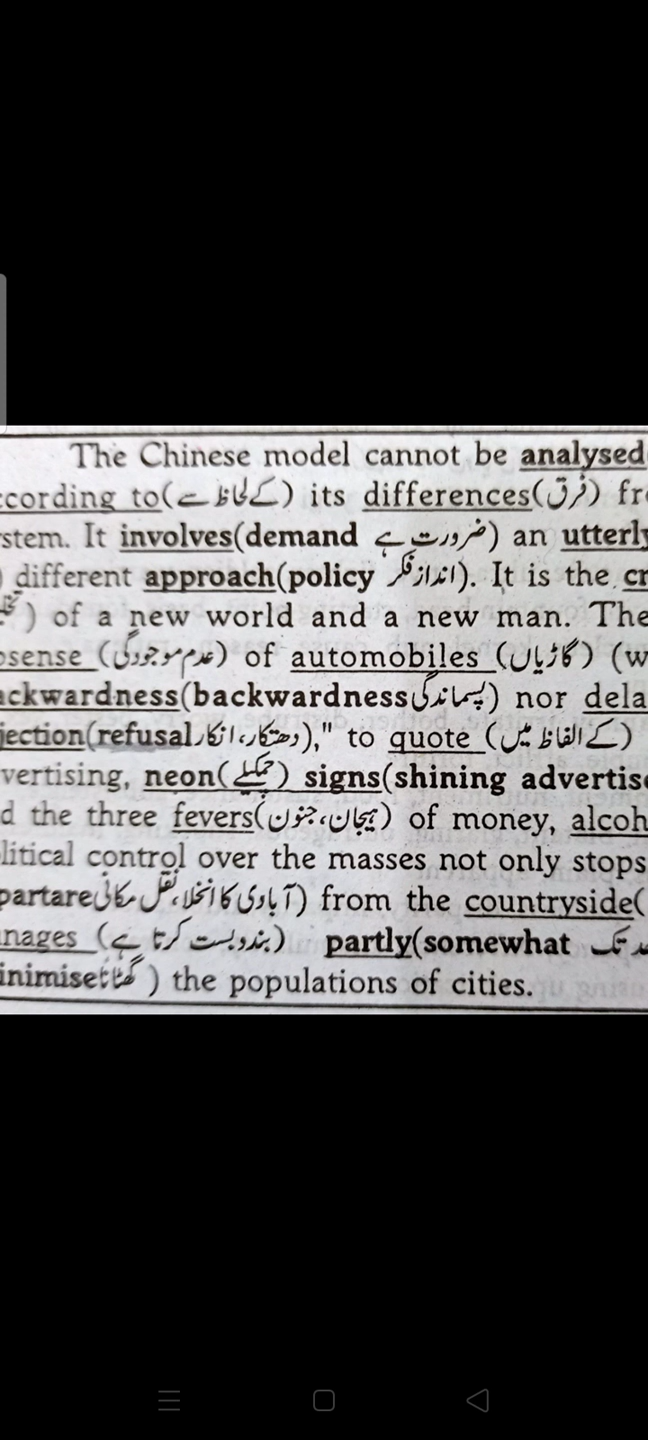 The Chinese model cannot be analysed
ccording to(کے لحاظ سے) its differences(فرق) fr
stem. It involves(demand ضرورت ہے) an utterly
) different approach(policy انداز فکر). It is the cr
) of a new world and a new man. The
sense (عدم موجودگی) of automobiles (گاڑیاں) (w
ackwardness(backwardness پسماندگی) nor dela
jection(refusal دھتکار، انکار)," to quote (کے الفاظ میں)
vertising, neon(چمکیلے) signs(shining advertise
d the three fevers(ہیجان، جنون) of money, alcoh
litical control over the masses not only stops
partare آبادی کا انخلا، نقل مکانی) from the countryside(
nages (بندوبست کرتا ہے) partly(somewhat حد تک
inimise گھٹانا) the populations of cities.